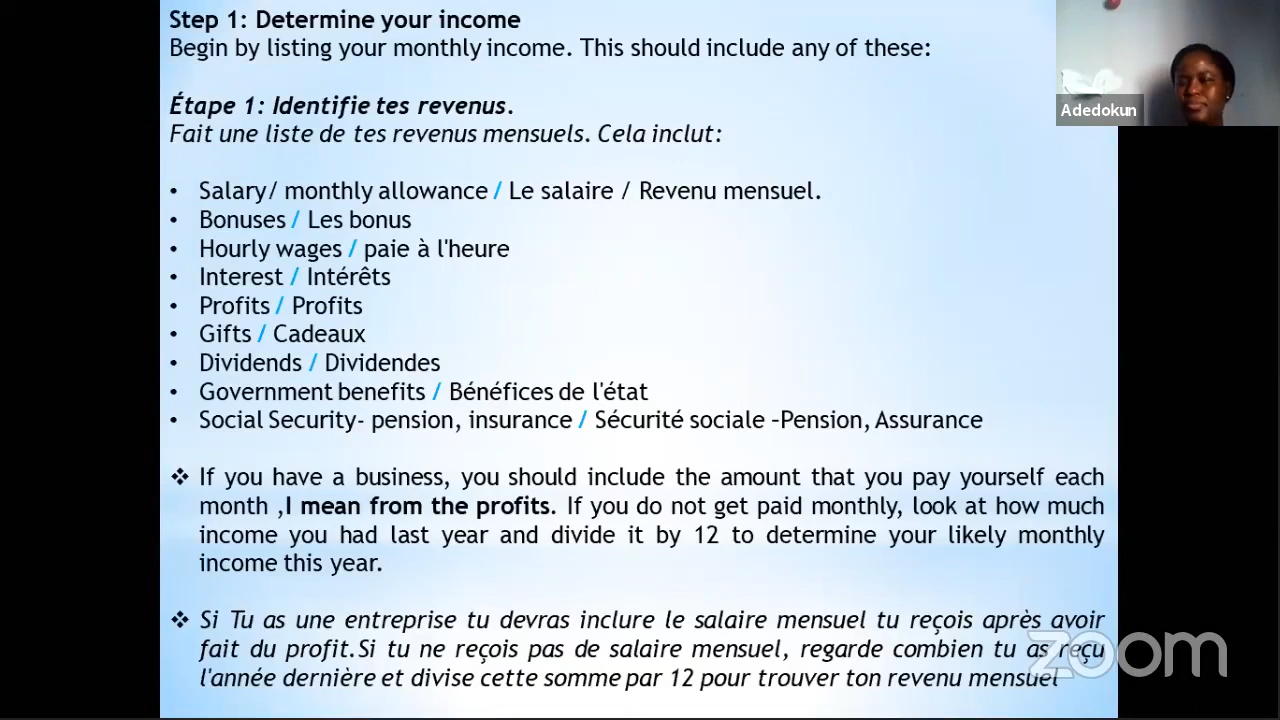 Step 1: Determine your income
Begin by listing your monthly income. This should include any of these:
Étape 1: Identifie tes revenus.
Fait une liste de tes revenus mensuels. Cela inclut:
• Salary/ monthly allowance / Le salaire / Revenu mensuel.
• Bonuses / Les bonus
• Hourly wages / paie à l'heure
• Interest / Intérêts
• Profits / Profits
• Gifts / Cadeaux
• Dividends / Dividendes
• Government benefits / Bénéfices de l'état
• Social Security- pension, insurance / Sécurité sociale –Pension, Assurance
❖ If you have a business, you should include the amount that you pay yourself each
month ,I mean from the profits. If you do not get paid monthly, look at how much
income you had last year and divide it by 12 to determine your likely monthly
income this year.
❖ Si Tu as une entreprise tu devras inclure le salaire mensuel tu reçois après avoir
fait du profit.Si tu ne reçois pas de salaire mensuel, regarde combien tu as reçu
l'année dernière et divise cette somme par 12 pour trouver ton revenu mensuel
Adedokun
zoom